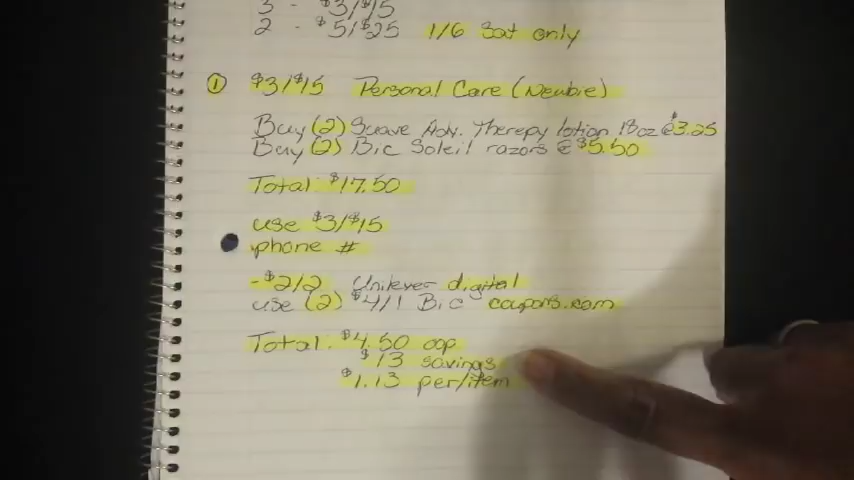 3 - $3/$15
2 - $5/$25 1/6 Sat only
① $3/$15 Personal Care (Newbie)
Buy (2) Suave Adv. Therepy lotion 18oz @ $3.25
Buy (2) Bic Soleil razors @ $5.50
Total: $17.50
use $3/$15
phone #
-$2/2 Unilever digital
use (2) $4/1 Bic coupons.com
Total: $4.50 oop
$13 savings
$1.13 per/item